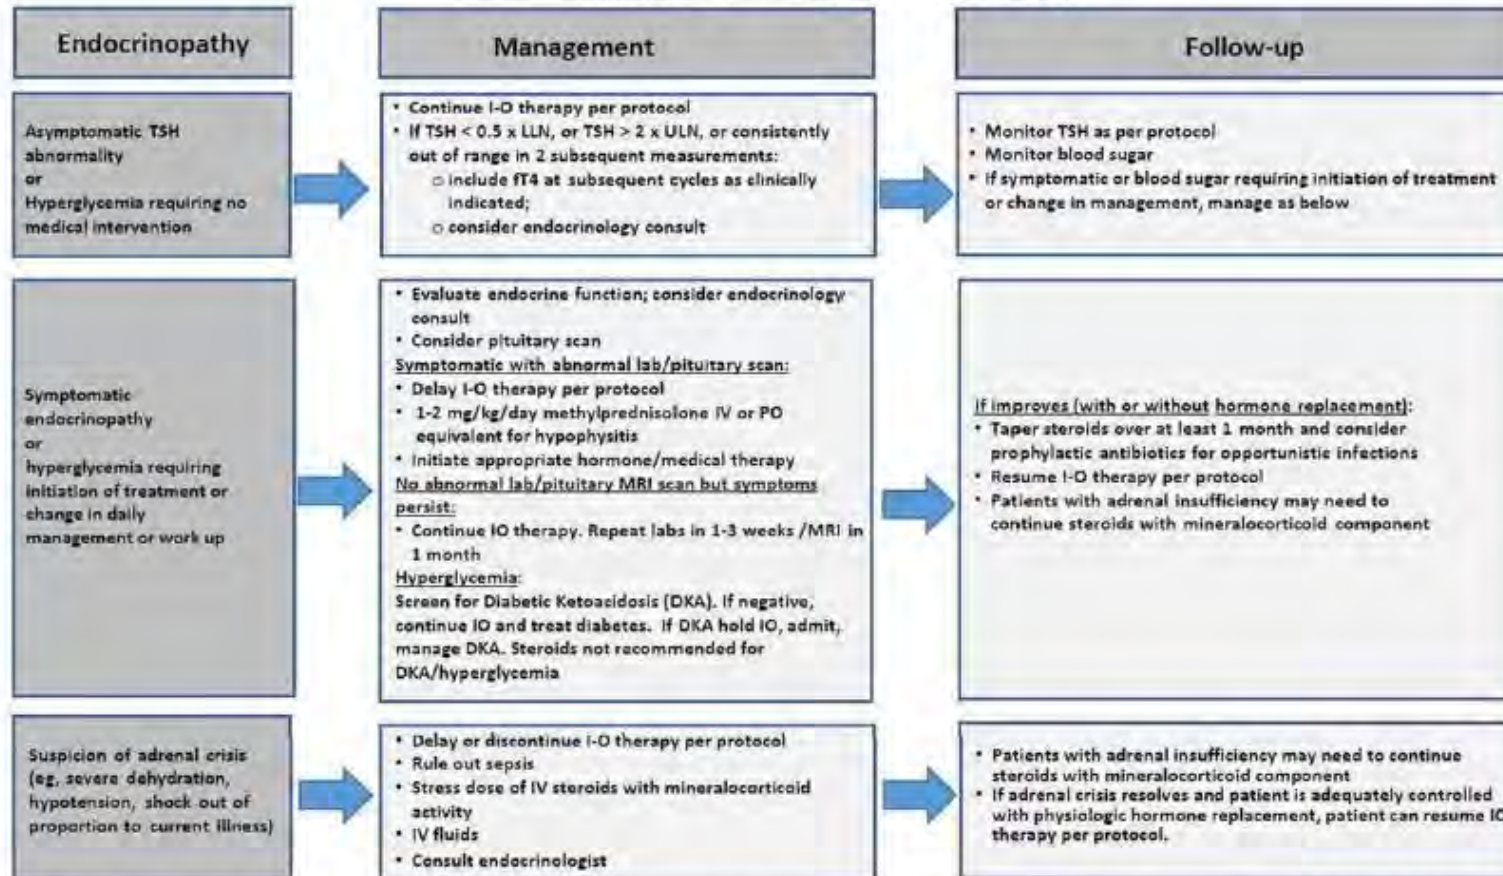 Endocrinopathy
Management
Follow-up
Asymptomatic TSH
abnormality
or
Hyperglycemia requiring no
medical intervention
• Continue I-O therapy per protocol
• If TSH < 0.5 x LLN, or TSH > 2 x ULN, or consistently
out of range in 2 subsequent measurements:
○ include fT4 at subsequent cycles as clinically
indicated;
○ consider endocrinology consult
• Monitor TSH as per protocol
• Monitor blood sugar
• If symptomatic or blood sugar requiring initiation of treatment
or change in management, manage as below
Symptomatic
endocrinopathy
or
hyperglycemia requiring
initiation of treatment or
change in daily
management or work up
• Evaluate endocrine function; consider endocrinology
consult
• Consider pituitary scan
Symptomatic with abnormal lab/pituitary scan:
• Delay I-O therapy per protocol
• 1-2 mg/kg/day methylprednisolone IV or PO
equivalent for hypophysitis
• Initiate appropriate hormone/medical therapy
No abnormal lab/pituitary MRI scan but symptoms
persist:
• Continue IO therapy. Repeat labs in 1-3 weeks /MRI in
1 month
Hyperglycemia:
Screen for Diabetic Ketoacidosis (DKA). If negative,
continue IO and treat diabetes. If DKA hold IO, admit,
manage DKA. Steroids not recommended for
DKA/hyperglycemia
If improves (with or without hormone replacement):
• Taper steroids over at least 1 month and consider
prophylactic antibiotics for opportunistic infections
• Resume I-O therapy per protocol
• Patients with adrenal insufficiency may need to
continue steroids with mineralocorticoid component
Suspicion of adrenal crisis
(eg, severe dehydration,
hypotension, shock out of
proportion to current illness)
• Delay or discontinue I-O therapy per protocol
• Rule out sepsis
• Stress dose of IV steroids with mineralocorticoid
activity
• IV fluids
• Consult endocrinologist
• Patients with adrenal insufficiency may need to continue
steroids with mineralocorticoid component
• If adrenal crisis resolves and patient is adequately controlled
with physiologic hormone replacement, patient can resume IO
therapy per protocol.